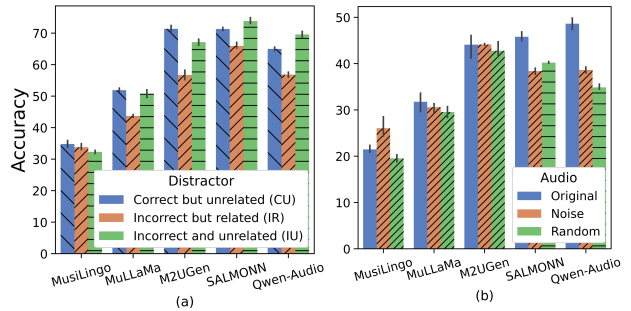 Accuracy
70
60
50
40
30
20
10
0
Distractor
Correct but unrelated (CU)
Incorrect but related (IR)
Incorrect and unrelated (IU)
MusiLingo
MuLLaMa
M2UGen
SALMONN
Qwen-Audio
(a)
50
40
30
20
10
0
Audio
Original
Noise
Random
MusiLingo
MuLLaMa
M2UGen
SALMONN
Qwen-Audio
(b)